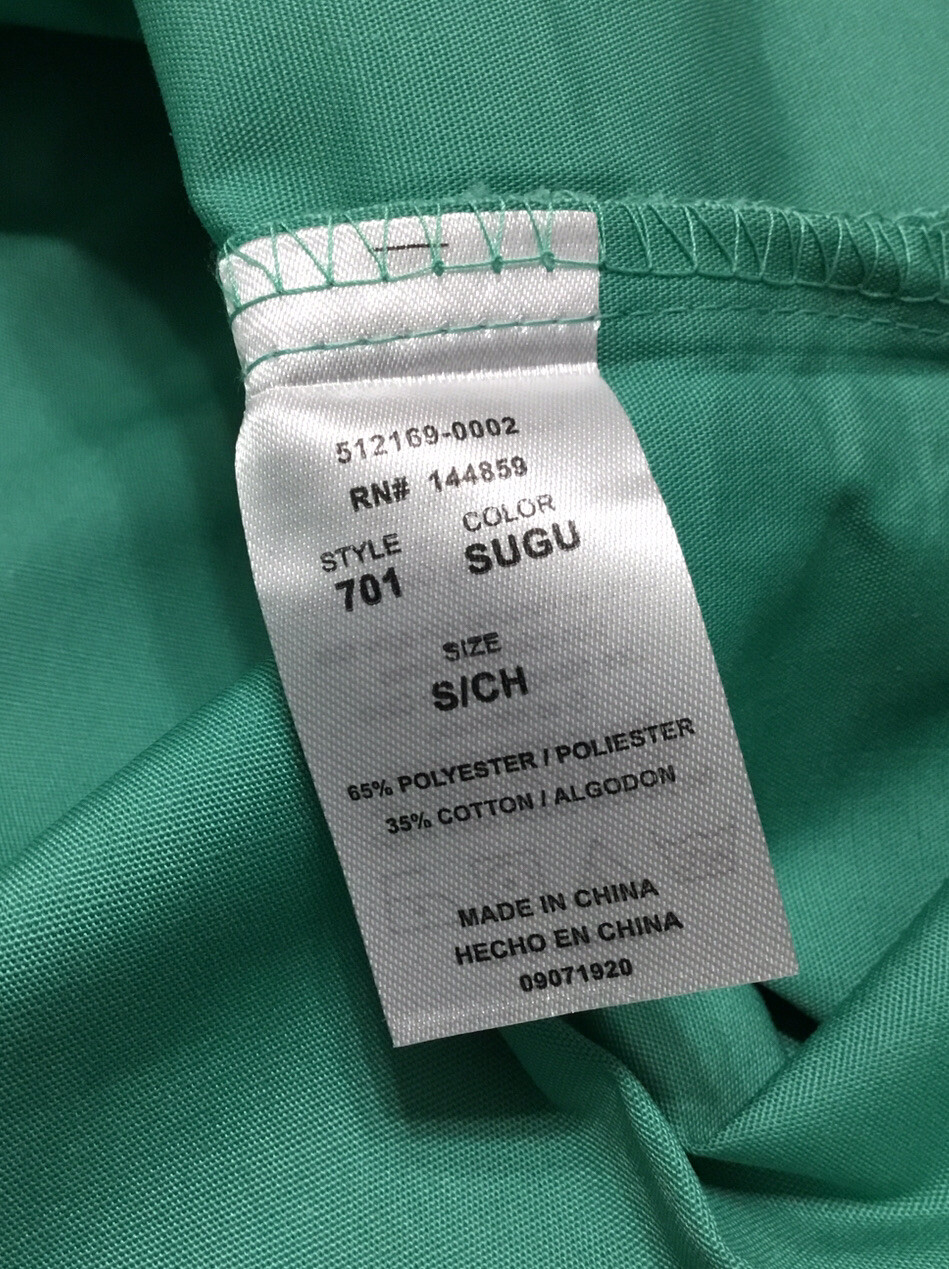 512169-0002
RN# 144859
STYLE COLOR
701 SUGU
SIZE
S/CH
65% POLYESTER / POLIESTER
35% COTTON / ALGODON
MADE IN CHINA
HECHO EN CHINA
09071920